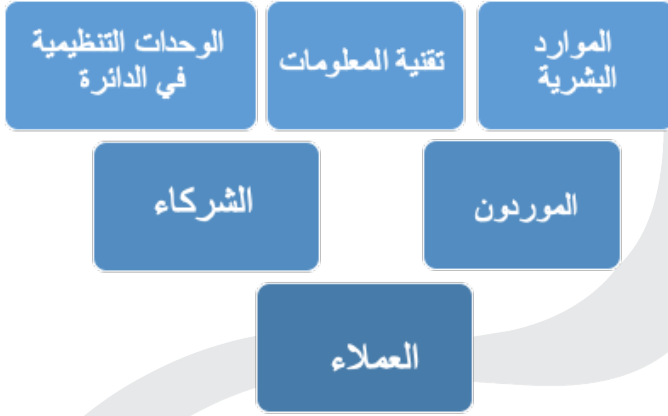 الموارد
البشرية
تقنية المعلومات
الوحدات التنظيمية
في الدائرة
الموردون
الشركاء
العملاء